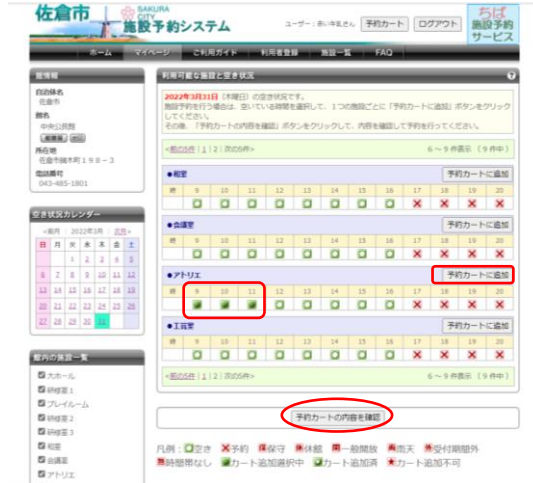 佐倉市
SAKURA
CITY
施設予約システム
ユーザー：赤い牛乱さん 予約カート ログアウト
ちば
施設予約
サービス
ホーム マイページ ご利用ガイド 利用者登録 施設一覧 FAQ
館情報
自治体名
佐倉市
館名
中央公民館
所在地
佐倉市鏑木町１９８－３
電話番号
043-485-1801
空き状況カレンダー
<前月 | 2022年3月 | 次月>
日 月 火 水 木 金 土
1 2 3 4 5
6 7 8 9 10 11 12
13 14 15 16 17 18 19
20 21 22 23 24 25 26
27 28 29 30 31
館内の施設一覧
大ホール
研修室1
プレイルーム
研修室2
研修室3
和室
会議室
アトリエ
利用可能な施設と空き状況
2022年3月31日（木曜日）の空き状況です。
施設予約を行う場合は、空いている時間を選択して、１つの施設ごとに「予約カートに追加」ボタンをクリック
してください。
その後、「予約カートの内容を確認」ボタンをクリックして、内容を確認して予約を行ってください。
<前の5件 | 1 | 2 | 次の5件> 6 ～ 9 件表示 （ 9 件中 ）
●和室 予約カートに追加
時 9 10 11 12 13 14 15 16 17 18 19 20
●会議室 予約カートに追加
時 9 10 11 12 13 14 15 16 17 18 19 20
●アトリエ 予約カートに追加
時 9 10 11 12 13 14 15 16 17 18 19 20
●工芸室 予約カートに追加
時 9 10 11 12 13 14 15 16 17 18 19 20
<前の5件 | 1 | 2 | 次の5件> 6 ～ 9 件表示 （ 9 件中 ）
予約カートの内容を確認
凡例：空き 予約 保守 休館 一般開放 雨天 受付期間外
時間帯なし カート追加選択中 カート追加済 カート追加不可